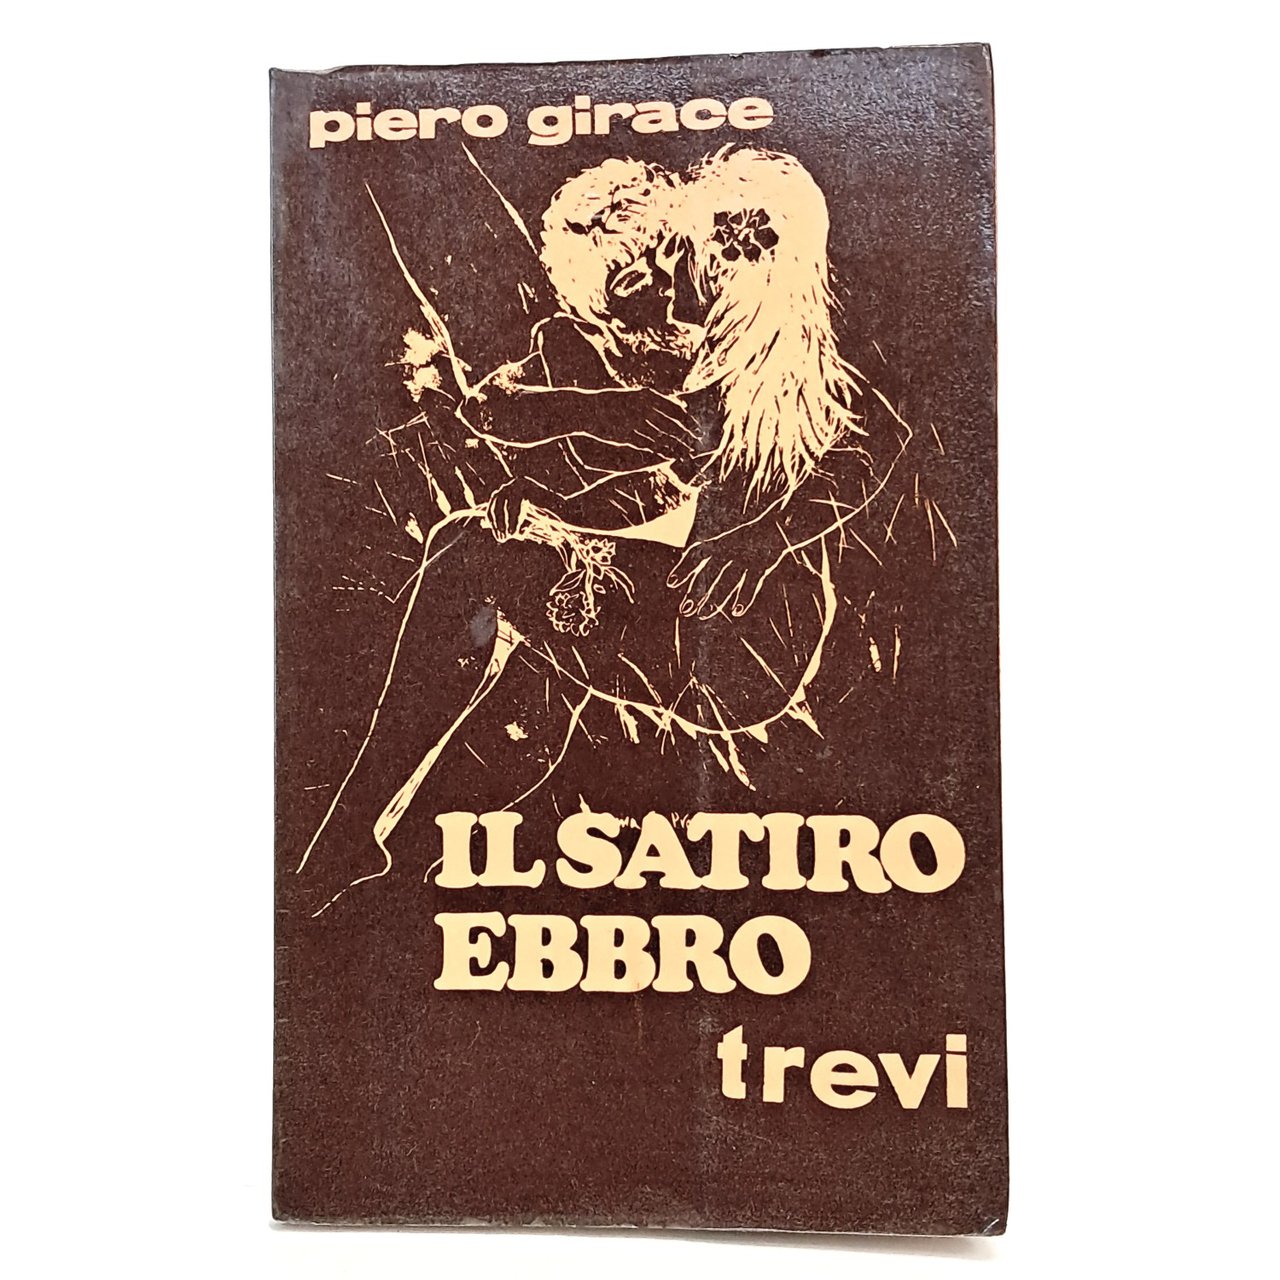 piero girace
IL SATIRO
EBBRO
trevi